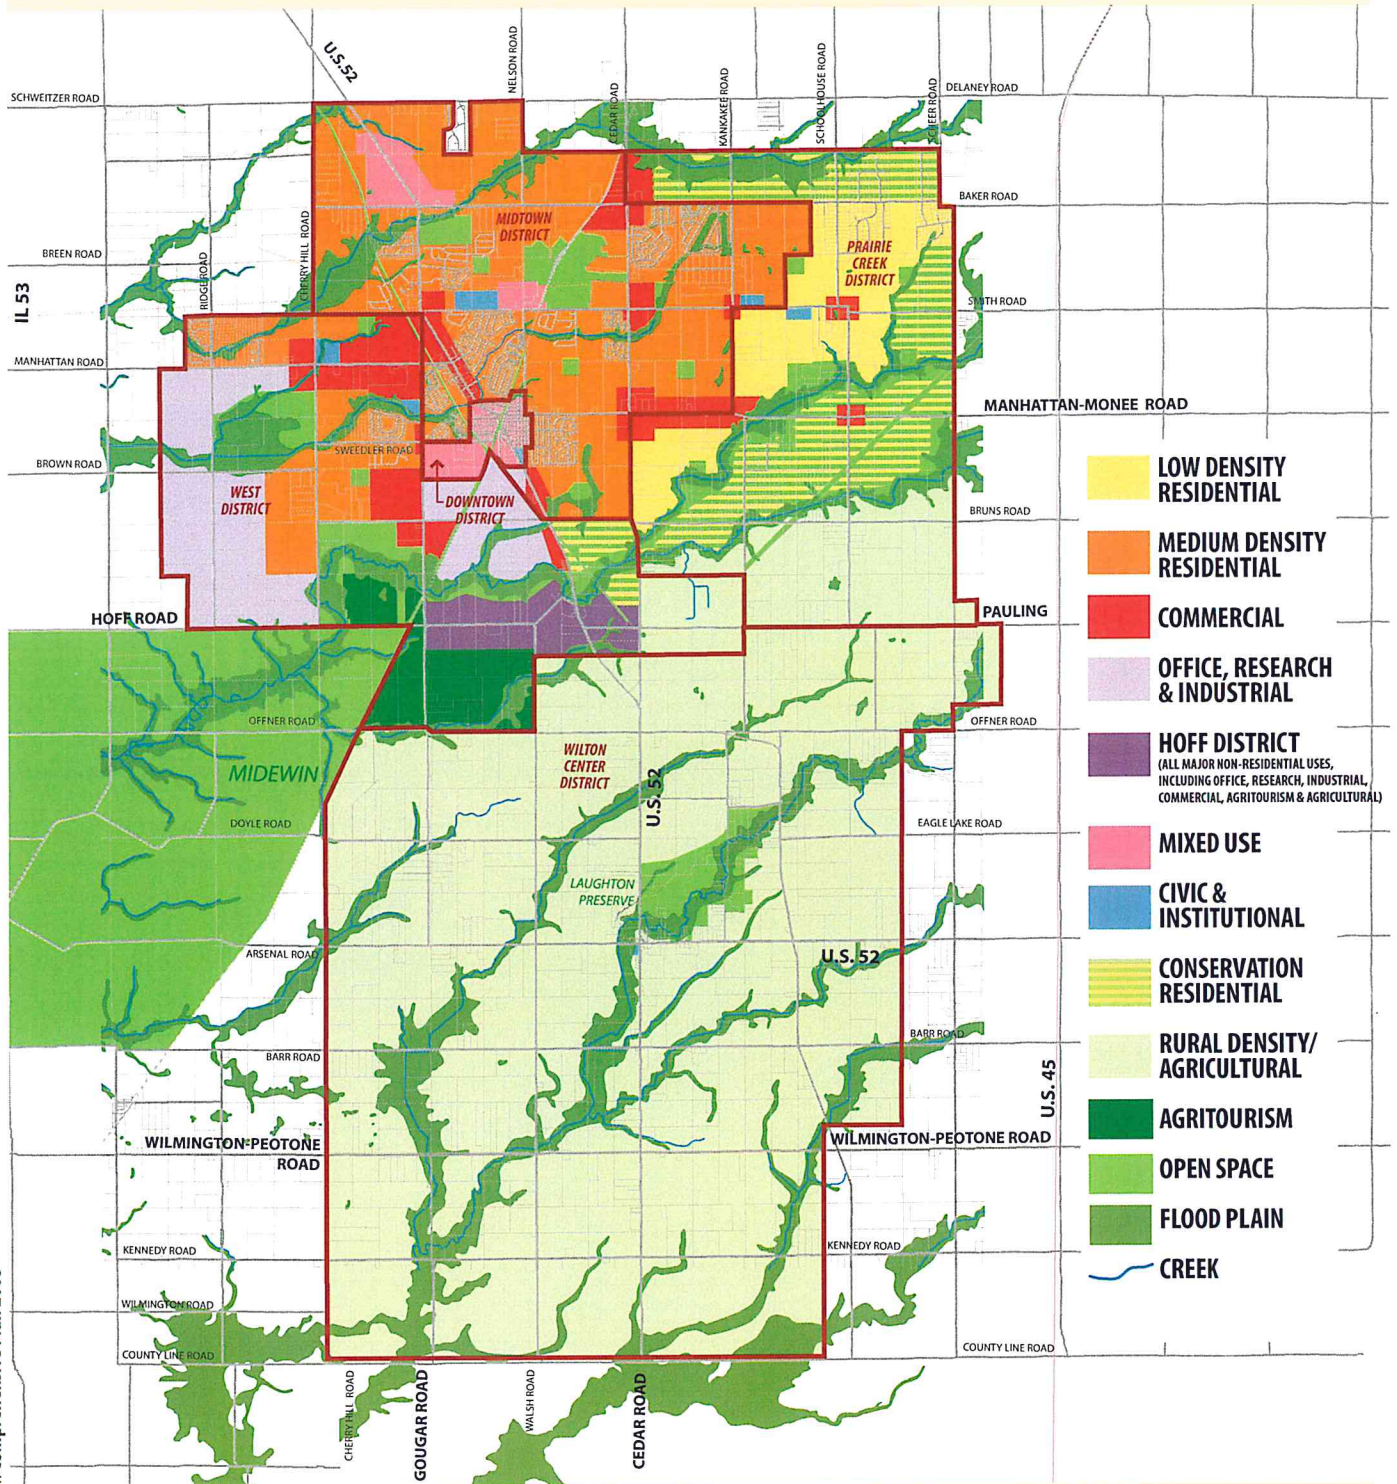 U.S.52
NELSON ROAD
CEDAR ROAD
KANKAKEE ROAD
SCHOOLHOUSE ROAD
SCHEER ROAD
DELANEY ROAD
SCHWEITZER ROAD
BAKER ROAD
MIDTOWN
DISTRICT
PRAIRIE
CREEK
DISTRICT
BREEN ROAD
RIDGE ROAD
CHERRY HILL ROAD
IL 53
SMITH ROAD
MANHATTAN ROAD
MANHATTAN-MONEE ROAD
SWEEDLER ROAD
BROWN ROAD
WEST
DISTRICT
DOWNTOWN
DISTRICT
BRUNS ROAD
HOFF ROAD
PAULING
OFFNER ROAD
OFFNER ROAD
MIDEWIN
WILTON
CENTER
DISTRICT
U.S. 52
DOYLE ROAD
EAGLE LAKE ROAD
LAUGHTON
PRESERVE
ARSENAL ROAD
U.S. 52
BARR ROAD
BARR ROAD
U.S. 45
WILMINGTON-PEOTONE
ROAD
WILMINGTON-PEOTONE ROAD
KENNEDY ROAD
KENNEDY ROAD
WILMINGTON ROAD
COUNTY LINE ROAD
COUNTY LINE ROAD
CHERRY HILL ROAD
GOUGAR ROAD
WALSH ROAD
CEDAR ROAD
LOW DENSITY
RESIDENTIAL
MEDIUM DENSITY
RESIDENTIAL
COMMERCIAL
OFFICE, RESEARCH
& INDUSTRIAL
HOFF DISTRICT
(ALL MAJOR NON-RESIDENTIAL USES,
INCLUDING OFFICE, RESEARCH, INDUSTRIAL,
COMMERCIAL, AGRITOURISM & AGRICULTURAL)
MIXED USE
CIVIC &
INSTITUTIONAL
CONSERVATION
RESIDENTIAL
RURAL DENSITY/
AGRICULTURAL
AGRITOURISM
OPEN SPACE
FLOOD PLAIN
CREEK